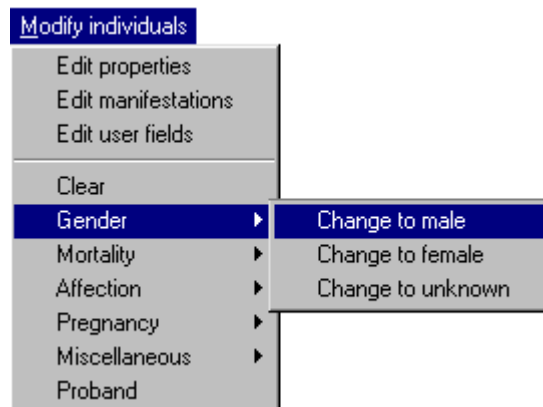 Modify individuals
Edit properties
Edit manifestations
Edit user fields
Clear
Gender
Change to male
Mortality
Change to female
Affection
Change to unknown
Pregnancy
Miscellaneous
Proband